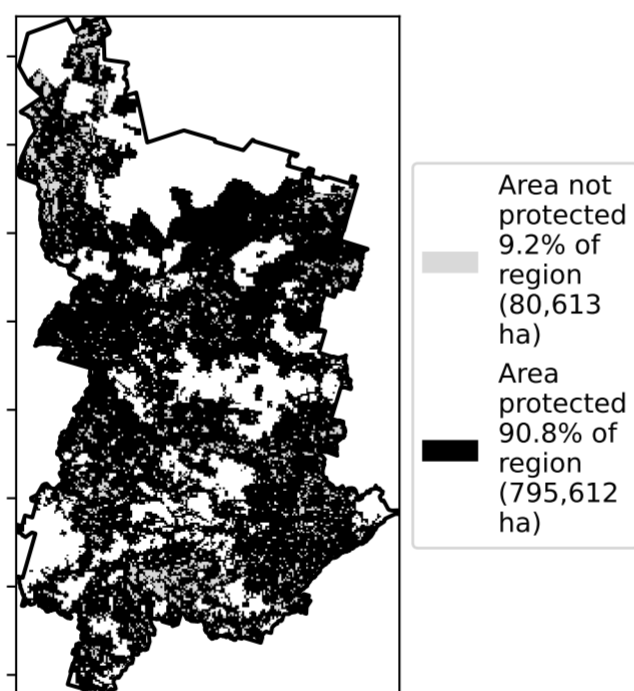 Area not
protected
9.2% of
region
(80,613
ha)
Area
protected
90.8% of
region
(795,612
ha)